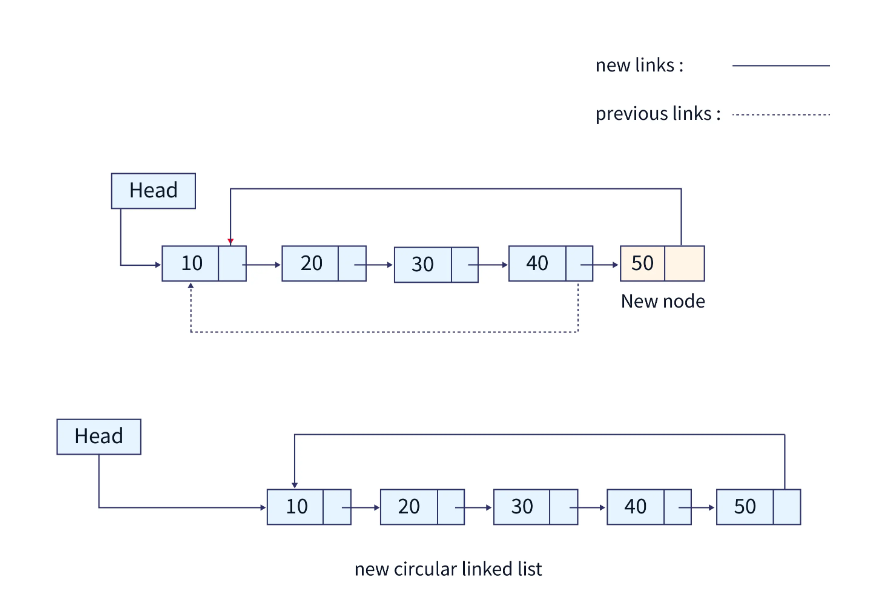 new links :
previous links :
Head
10 20 30 40 50
New node
Head
10 20 30 40 50
new circular linked list